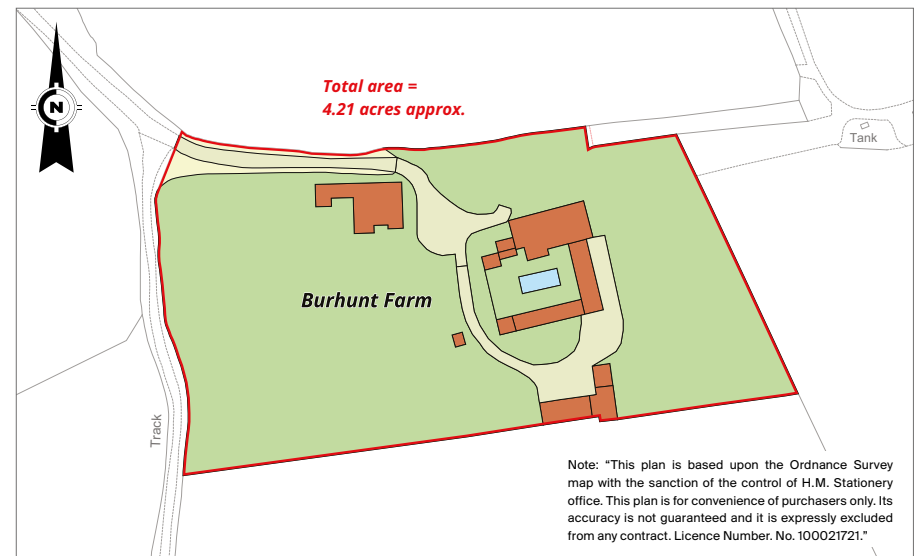 Total area =
4.21 acres approx.
N
Tank
Burhunt Farm
Track
Note: “This plan is based upon the Ordnance Survey
map with the sanction of the control of H.M. Stationery
office. This plan is for convenience of purchasers only. Its
accuracy is not guaranteed and it is expressly excluded
from any contract. Licence Number. No. 100021721.”